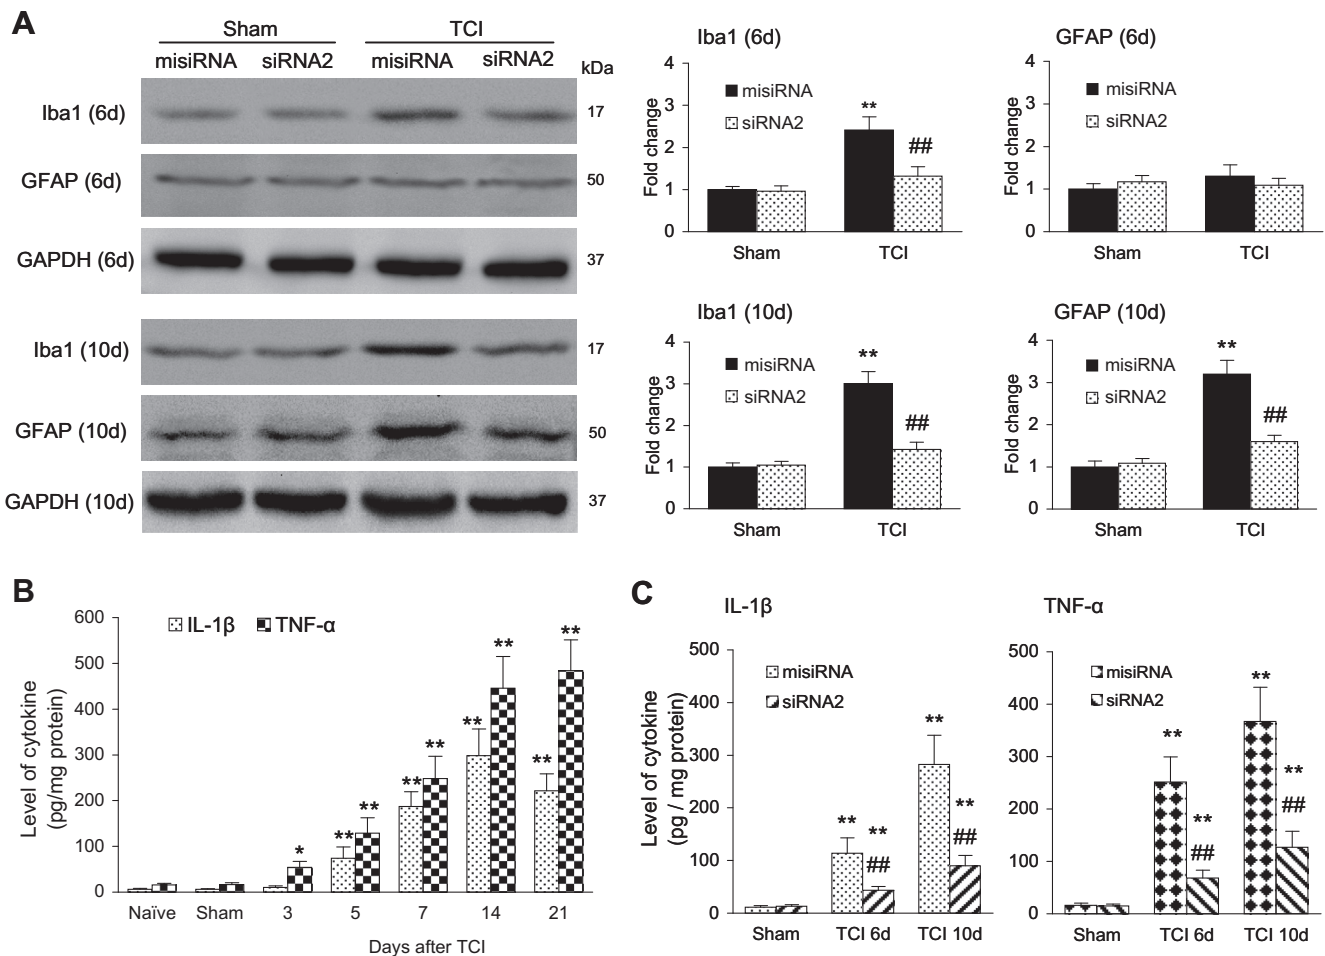 A
Sham TCI
misiRNA siRNA2 misiRNA siRNA2 kDa
Iba1 (6d) 17
GFAP (6d) 50
GAPDH (6d) 37
Iba1 (10d) 17
GFAP (10d) 50
GAPDH (10d) 37
Iba1 (6d)
4
3
2
1
0
Fold change
misiRNA
siRNA2
**
##
Sham TCI
GFAP (6d)
4
3
2
1
0
Fold change
misiRNA
siRNA2
Sham TCI
Iba1 (10d)
4
3
2
1
0
Fold change
misiRNA
siRNA2
**
##
Sham TCI
GFAP (10d)
4
3
2
1
0
Fold change
misiRNA
siRNA2
**
##
Sham TCI
B
600
500
400
300
200
100
0
Level of cytokine
(pg/mg protein)
IL-1β TNF-α
* ** ** ** ** ** ** ** **
Naïve Sham 3 5 7 14 21
Days after TCI
C
IL-1β
500
400
300
200
100
0
Level of cytokine
(pg / mg protein)
misiRNA
siRNA2
** ** ** **
## ##
Sham TCI 6d TCI 10d
TNF-α
500
400
300
200
100
0
misiRNA
siRNA2
** ** ** **
## ##
Sham TCI 6d TCI 10d